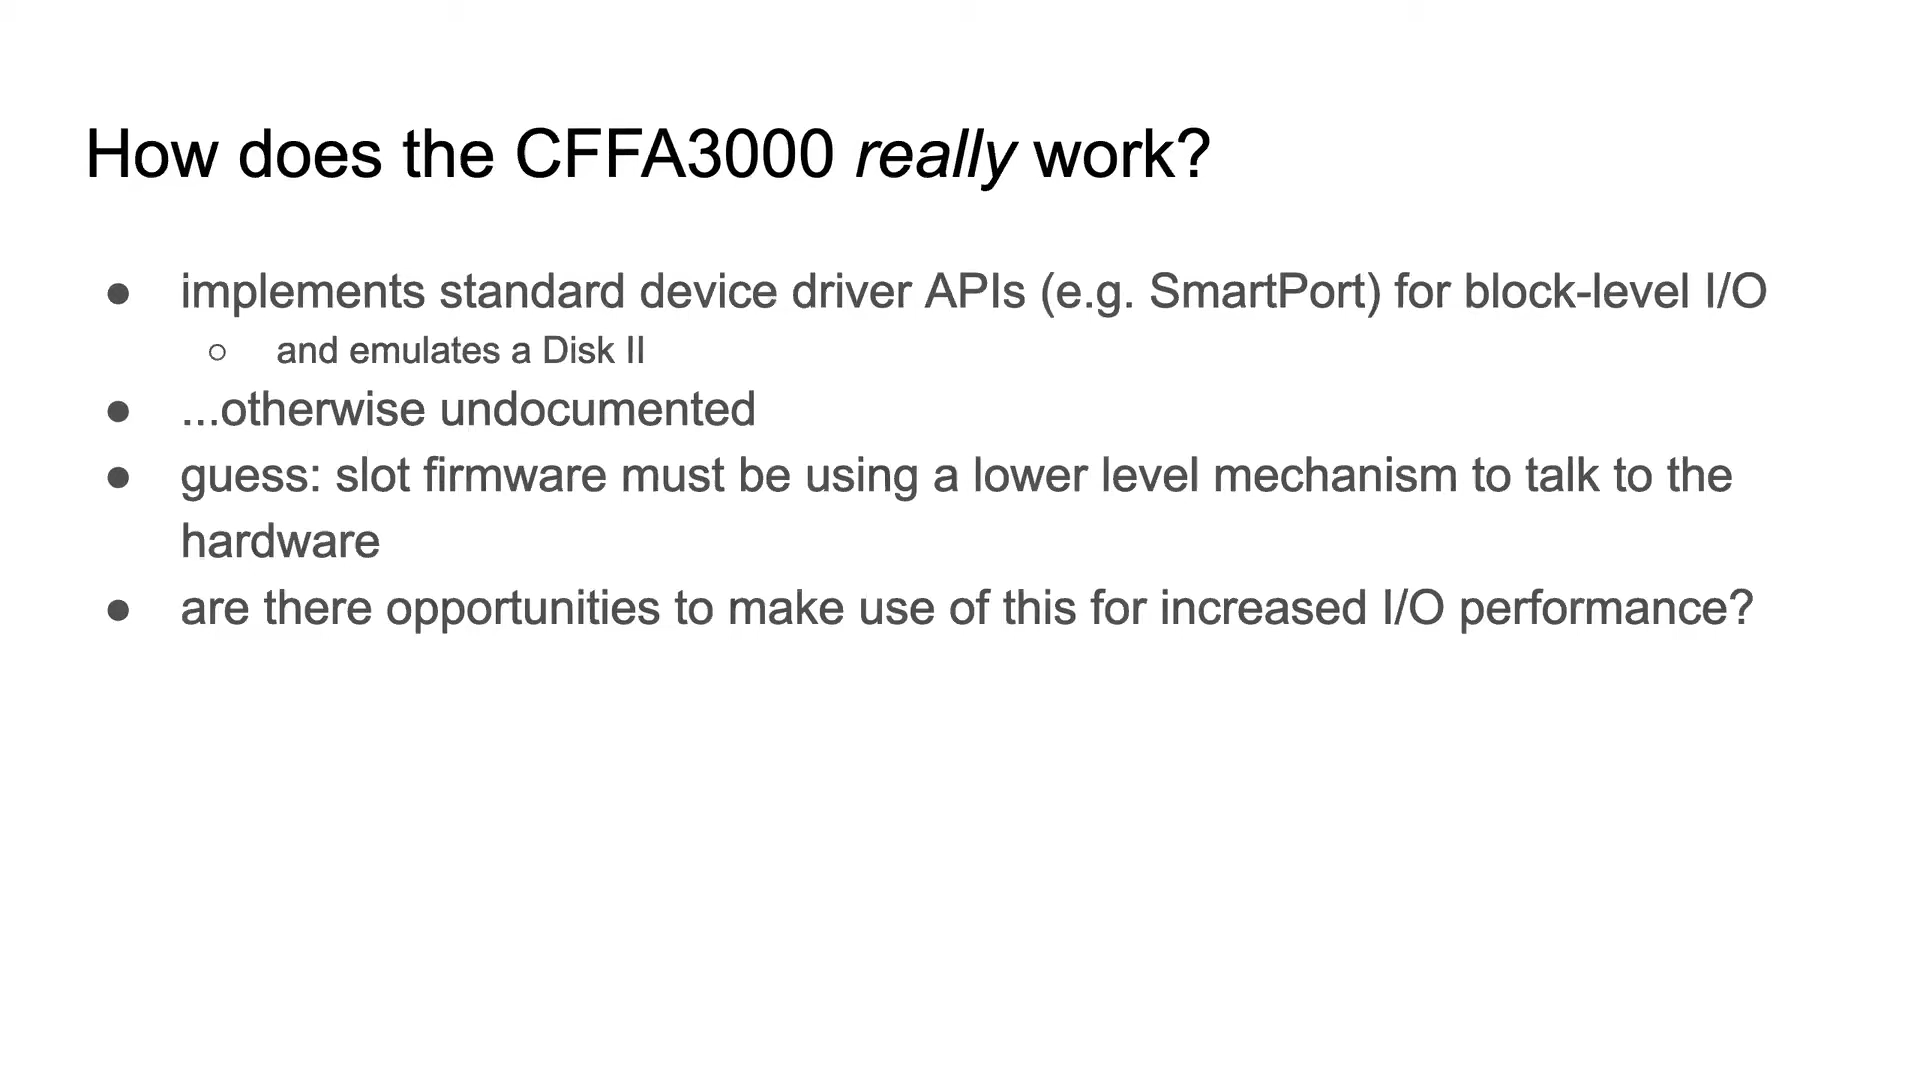 How does the CFFA3000 really work?
● implements standard device driver APIs (e.g. SmartPort) for block-level I/O
○ and emulates a Disk II
● ...otherwise undocumented
● guess: slot firmware must be using a lower level mechanism to talk to the
hardware
● are there opportunities to make use of this for increased I/O performance?